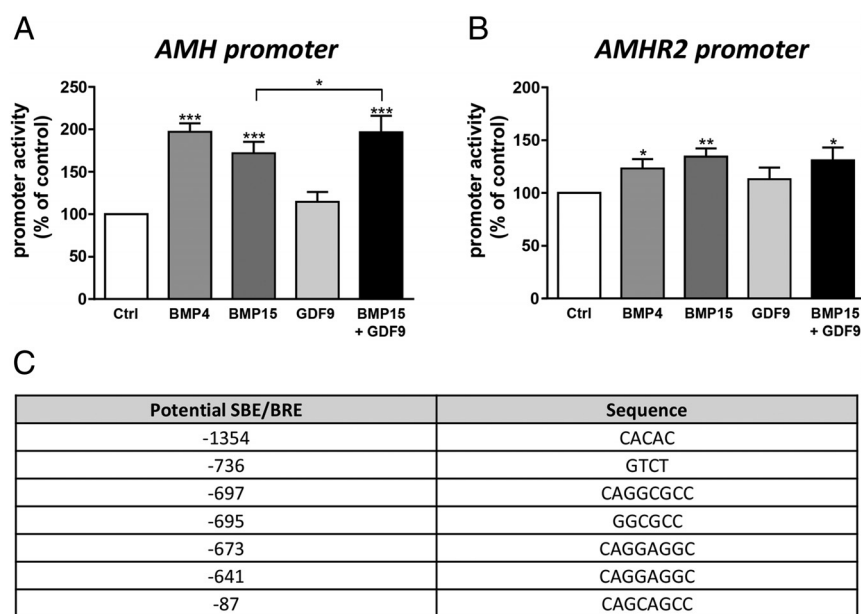 A
AMH promoter
promoter activity
(% of control)
250
200
150
100
50
0
***
***
*
***
Ctrl
BMP4
BMP15
GDF9
BMP15
+ GDF9
B
AMHR2 promoter
promoter activity
(% of control)
200
150
100
50
0
*
**
*
Ctrl
BMP4
BMP15
GDF9
BMP15
+ GDF9
C
Potential SBE/BRE Sequence
-1354 CACAC
-736 GTCT
-697 CAGGCGCC
-695 GGCGCC
-673 CAGGAGGC
-641 CAGGAGGC
-87 CAGCAGCC